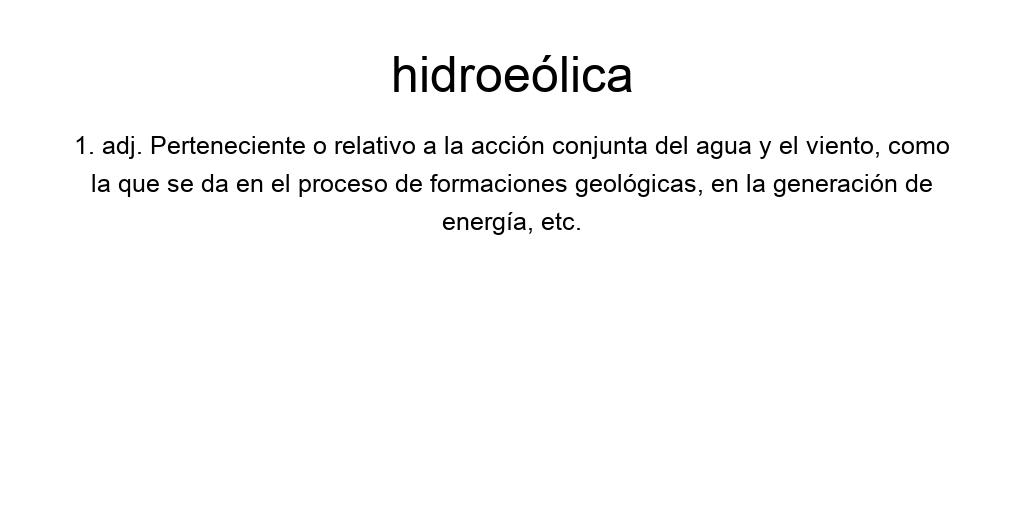 hidroeólica
1. adj. Perteneciente o relativo a la acción conjunta del agua y el viento, como
la que se da en el proceso de formaciones geológicas, en la generación de
energía, etc.